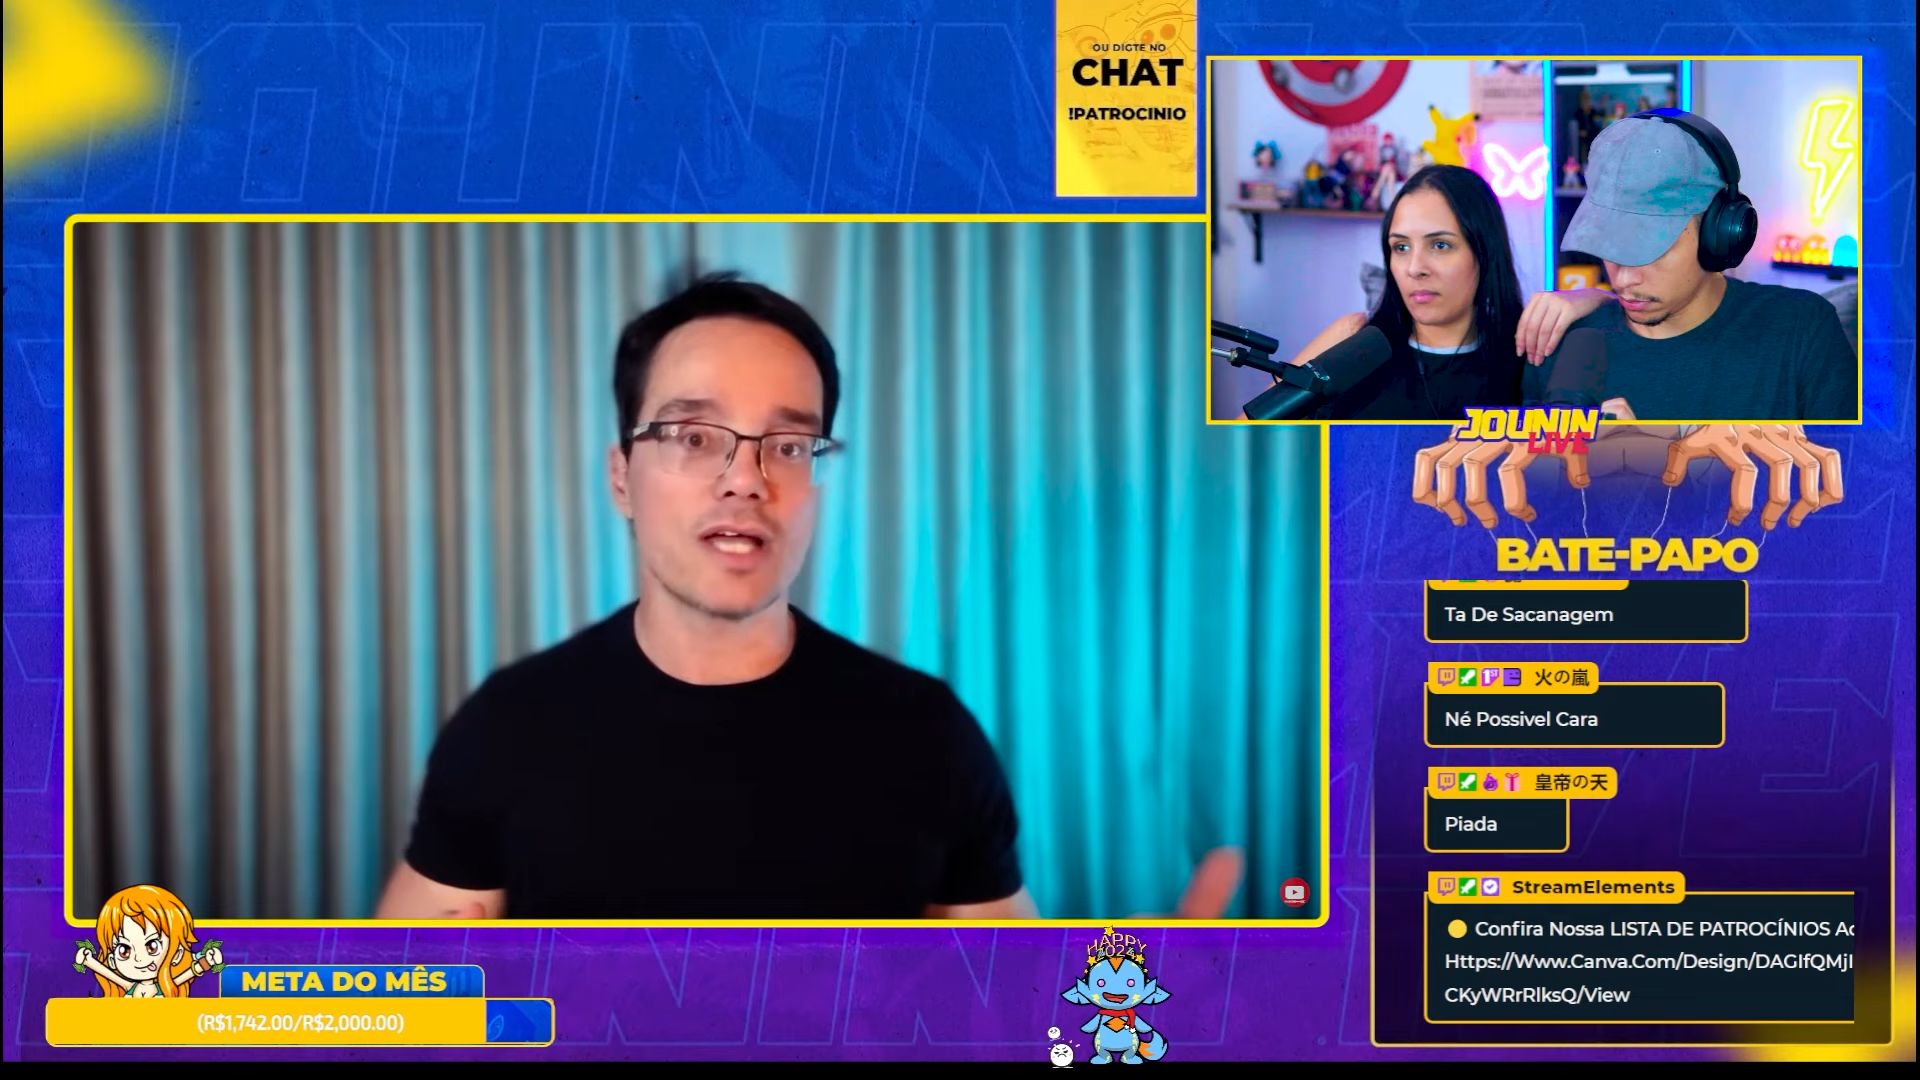 OU DIGTE NO
CHAT
!PATROCINIO
JOUNIN
LIVE
BATE-PAPO
Ta De Sacanagem
1ST 火の嵐
Né Possivel Cara
皇帝の天
Piada
StreamElements
Confira Nossa LISTA DE PATROCÍNIOS
Https://Www.Canva.Com/Design/DAGIfQMjI
CKyWRrRlksQ/View
HAPPY
2024
META DO MÊS
(R$1,742.00/R$2,000.00)